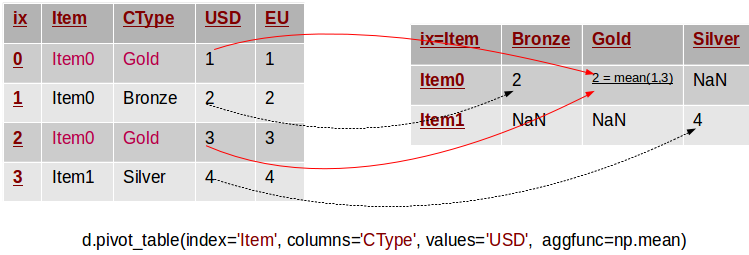 ix Item CType USD EU
0 Item0 Gold 1 1
1 Item0 Bronze 2 2
2 Item0 Gold 3 3
3 Item1 Silver 4 4
ix=Item Bronze Gold Silver
Item0 2 2 = mean(1,3) NaN
Item1 NaN NaN 4
d.pivot_table(index='Item', columns='CType', values='USD', aggfunc=np.mean)